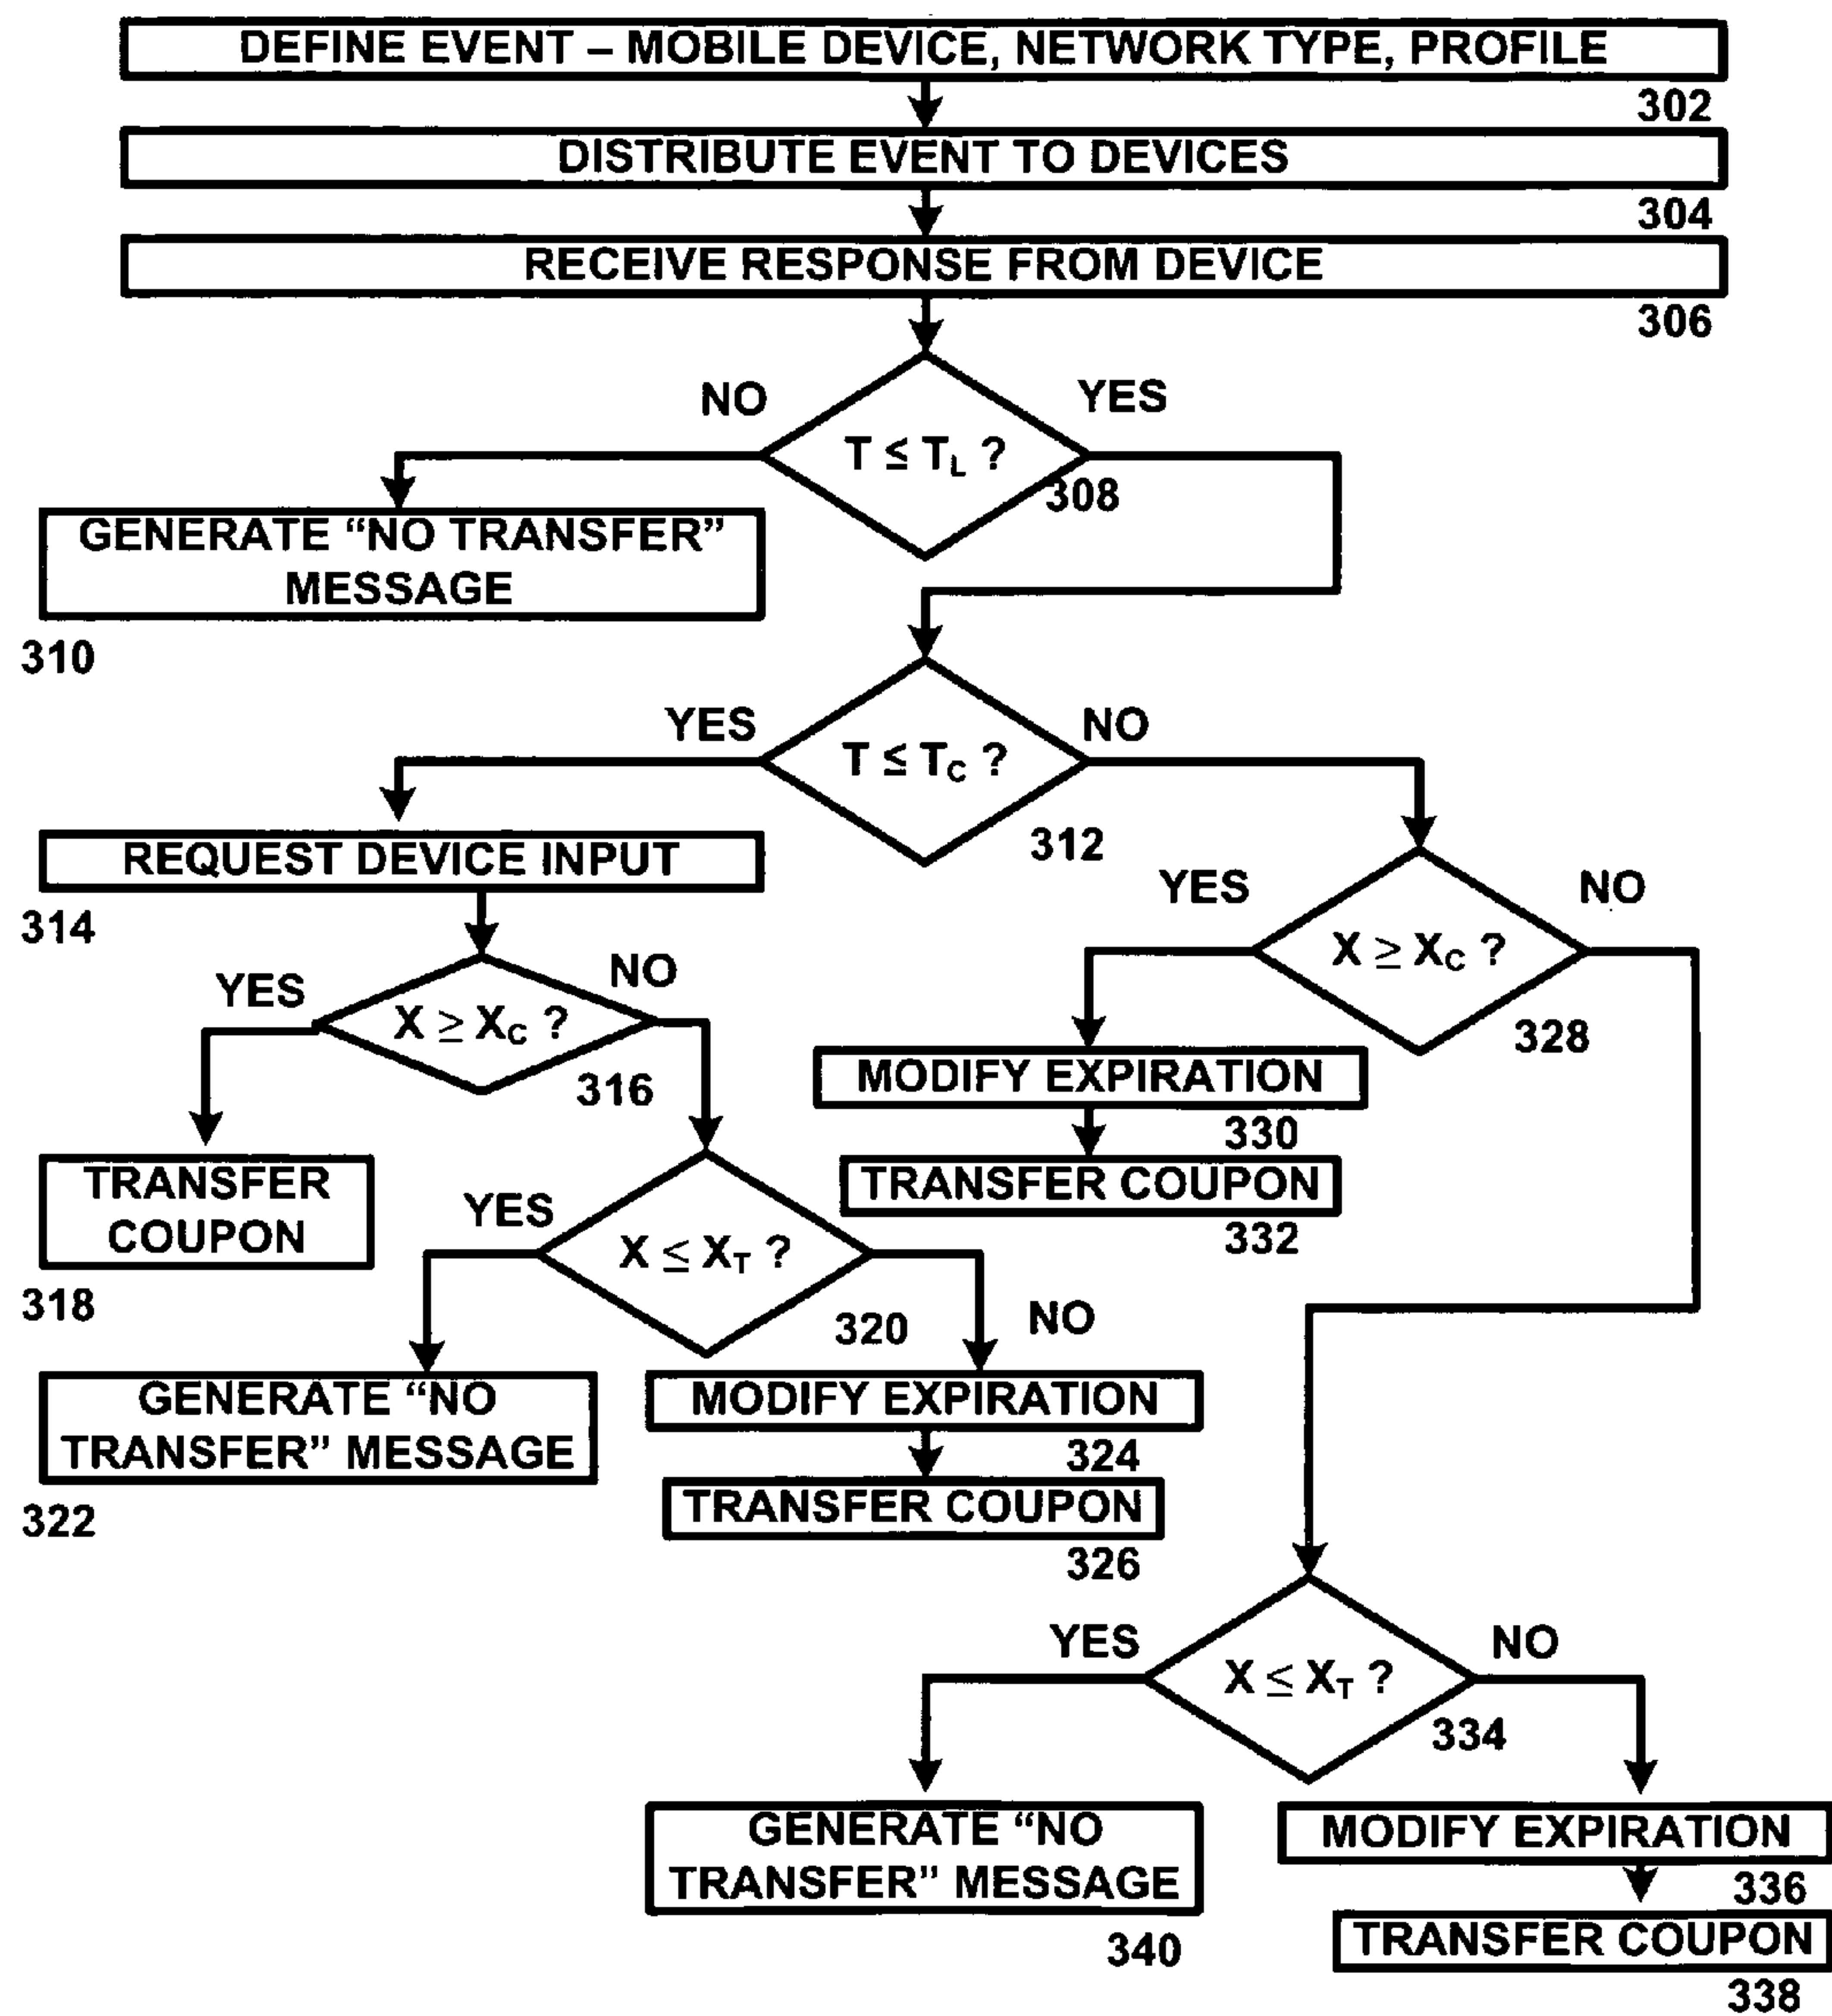 DEFINE EVENT – MOBILE DEVICE, NETWORK TYPE, PROFILE
302
DISTRIBUTE EVENT TO DEVICES
304
RECEIVE RESPONSE FROM DEVICE
306
NO
YES
T ≤ TL ?
308
GENERATE “NO TRANSFER”
MESSAGE
310
YES
NO
T ≤ TC ?
312
REQUEST DEVICE INPUT
314
YES
NO
X ≥ XC ?
328
YES
NO
X ≥ XC ?
316
MODIFY EXPIRATION
330
TRANSFER COUPON
332
TRANSFER
COUPON
318
YES
X ≤ XT ?
320
NO
GENERATE “NO
TRANSFER” MESSAGE
322
MODIFY EXPIRATION
324
TRANSFER COUPON
326
YES
NO
X ≤ XT ?
334
GENERATE “NO
TRANSFER” MESSAGE
340
MODIFY EXPIRATION
336
TRANSFER COUPON
338